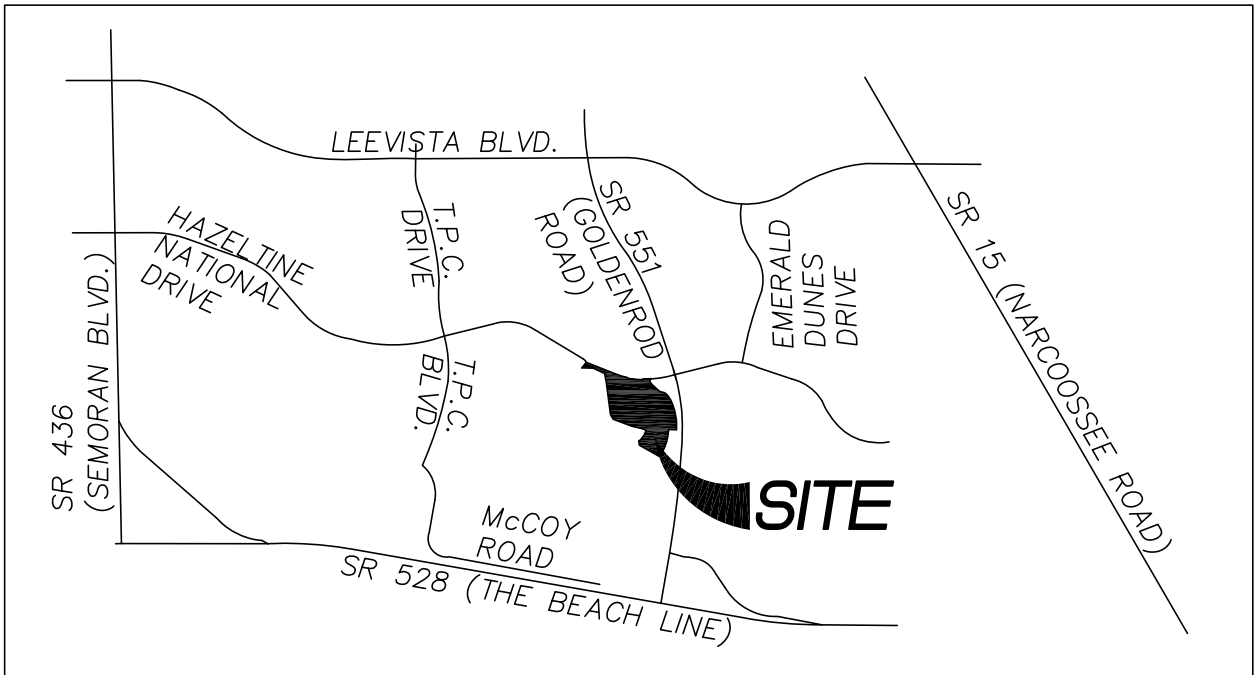 LEEVISTA BLVD.
HAZELTINE
NATIONAL
DRIVE
T.P.C.
DRIVE
SR 551
(GOLDENROD
ROAD)
EMERALD
DUNES
DRIVE
SR 15 (NARCOOSSEE ROAD)
SR 436
(SEMORAN BLVD.)
T.P.C.
BLVD.
SITE
McCOY
ROAD
SR 528 (THE BEACH LINE)